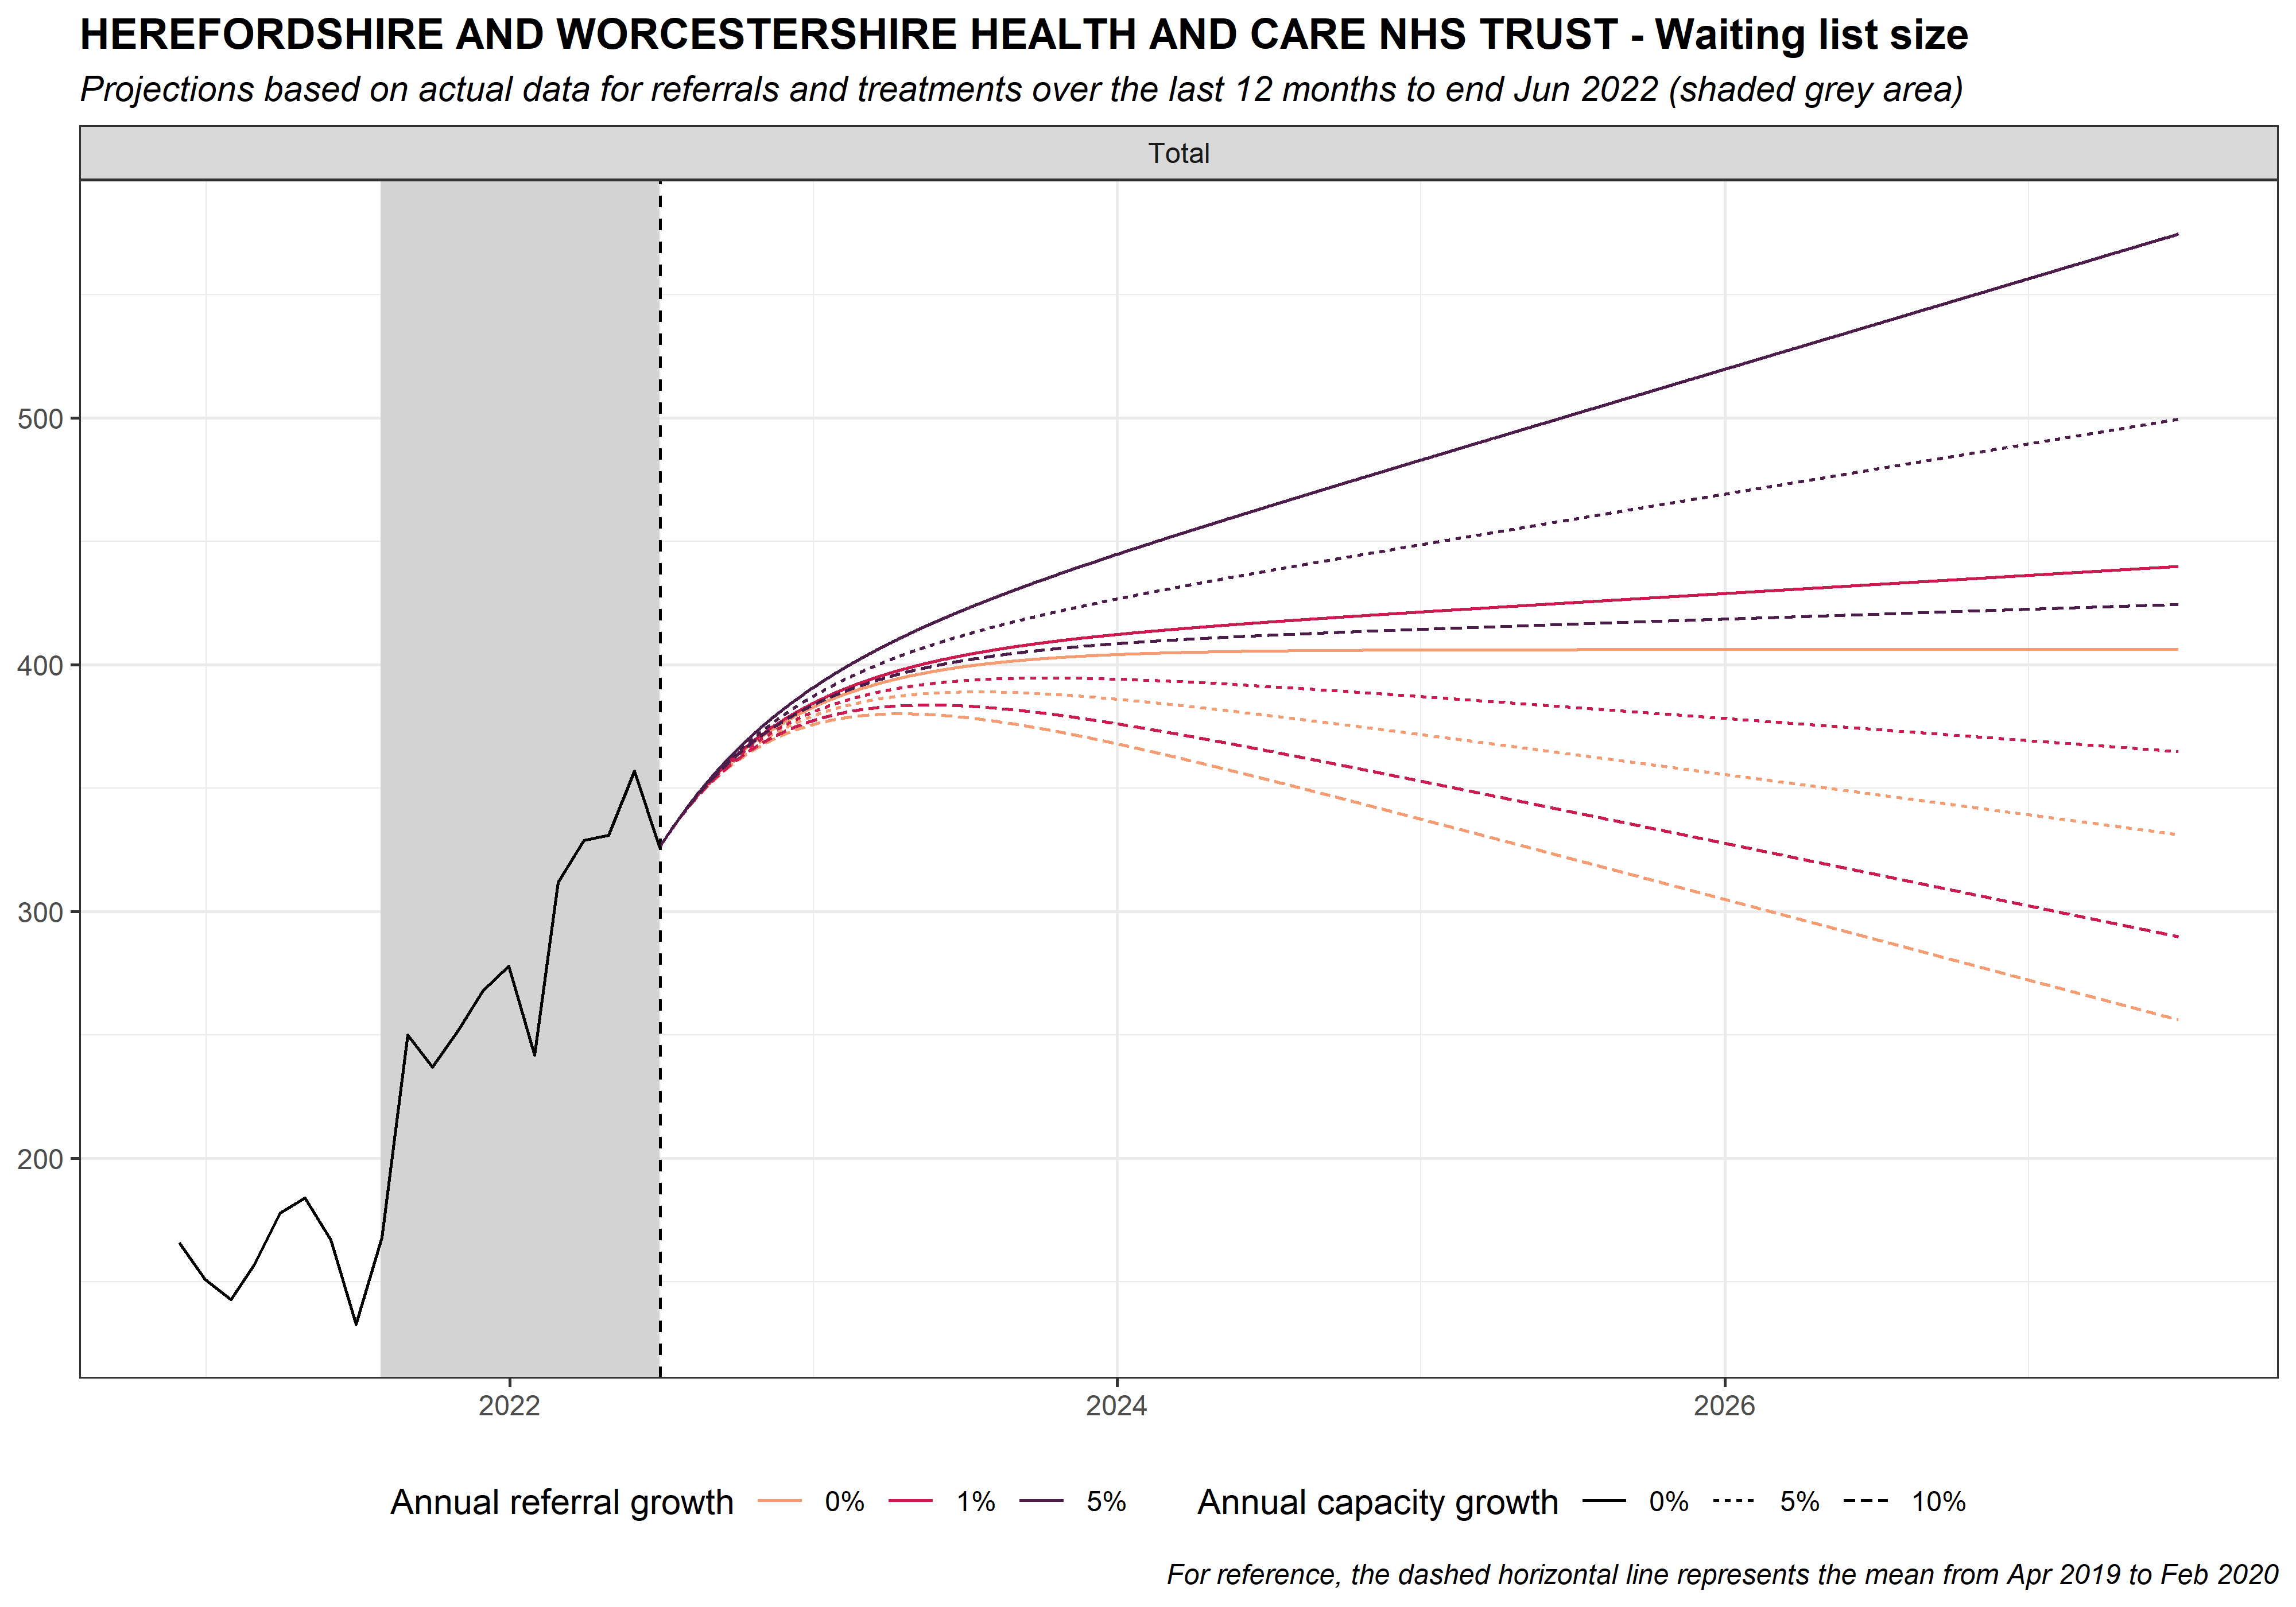 HEREFORDSHIRE AND WORCESTERSHIRE HEALTH AND CARE NHS TRUST - Waiting list size
Projections based on actual data for referrals and treatments over the last 12 months to end Jun 2022 (shaded grey area)
Total
500
400
300
200
2022 2024 2026
Annual referral growth 0% 1% 5% Annual capacity growth 0% 5% 10%
For reference, the dashed horizontal line represents the mean from Apr 2019 to Feb 2020